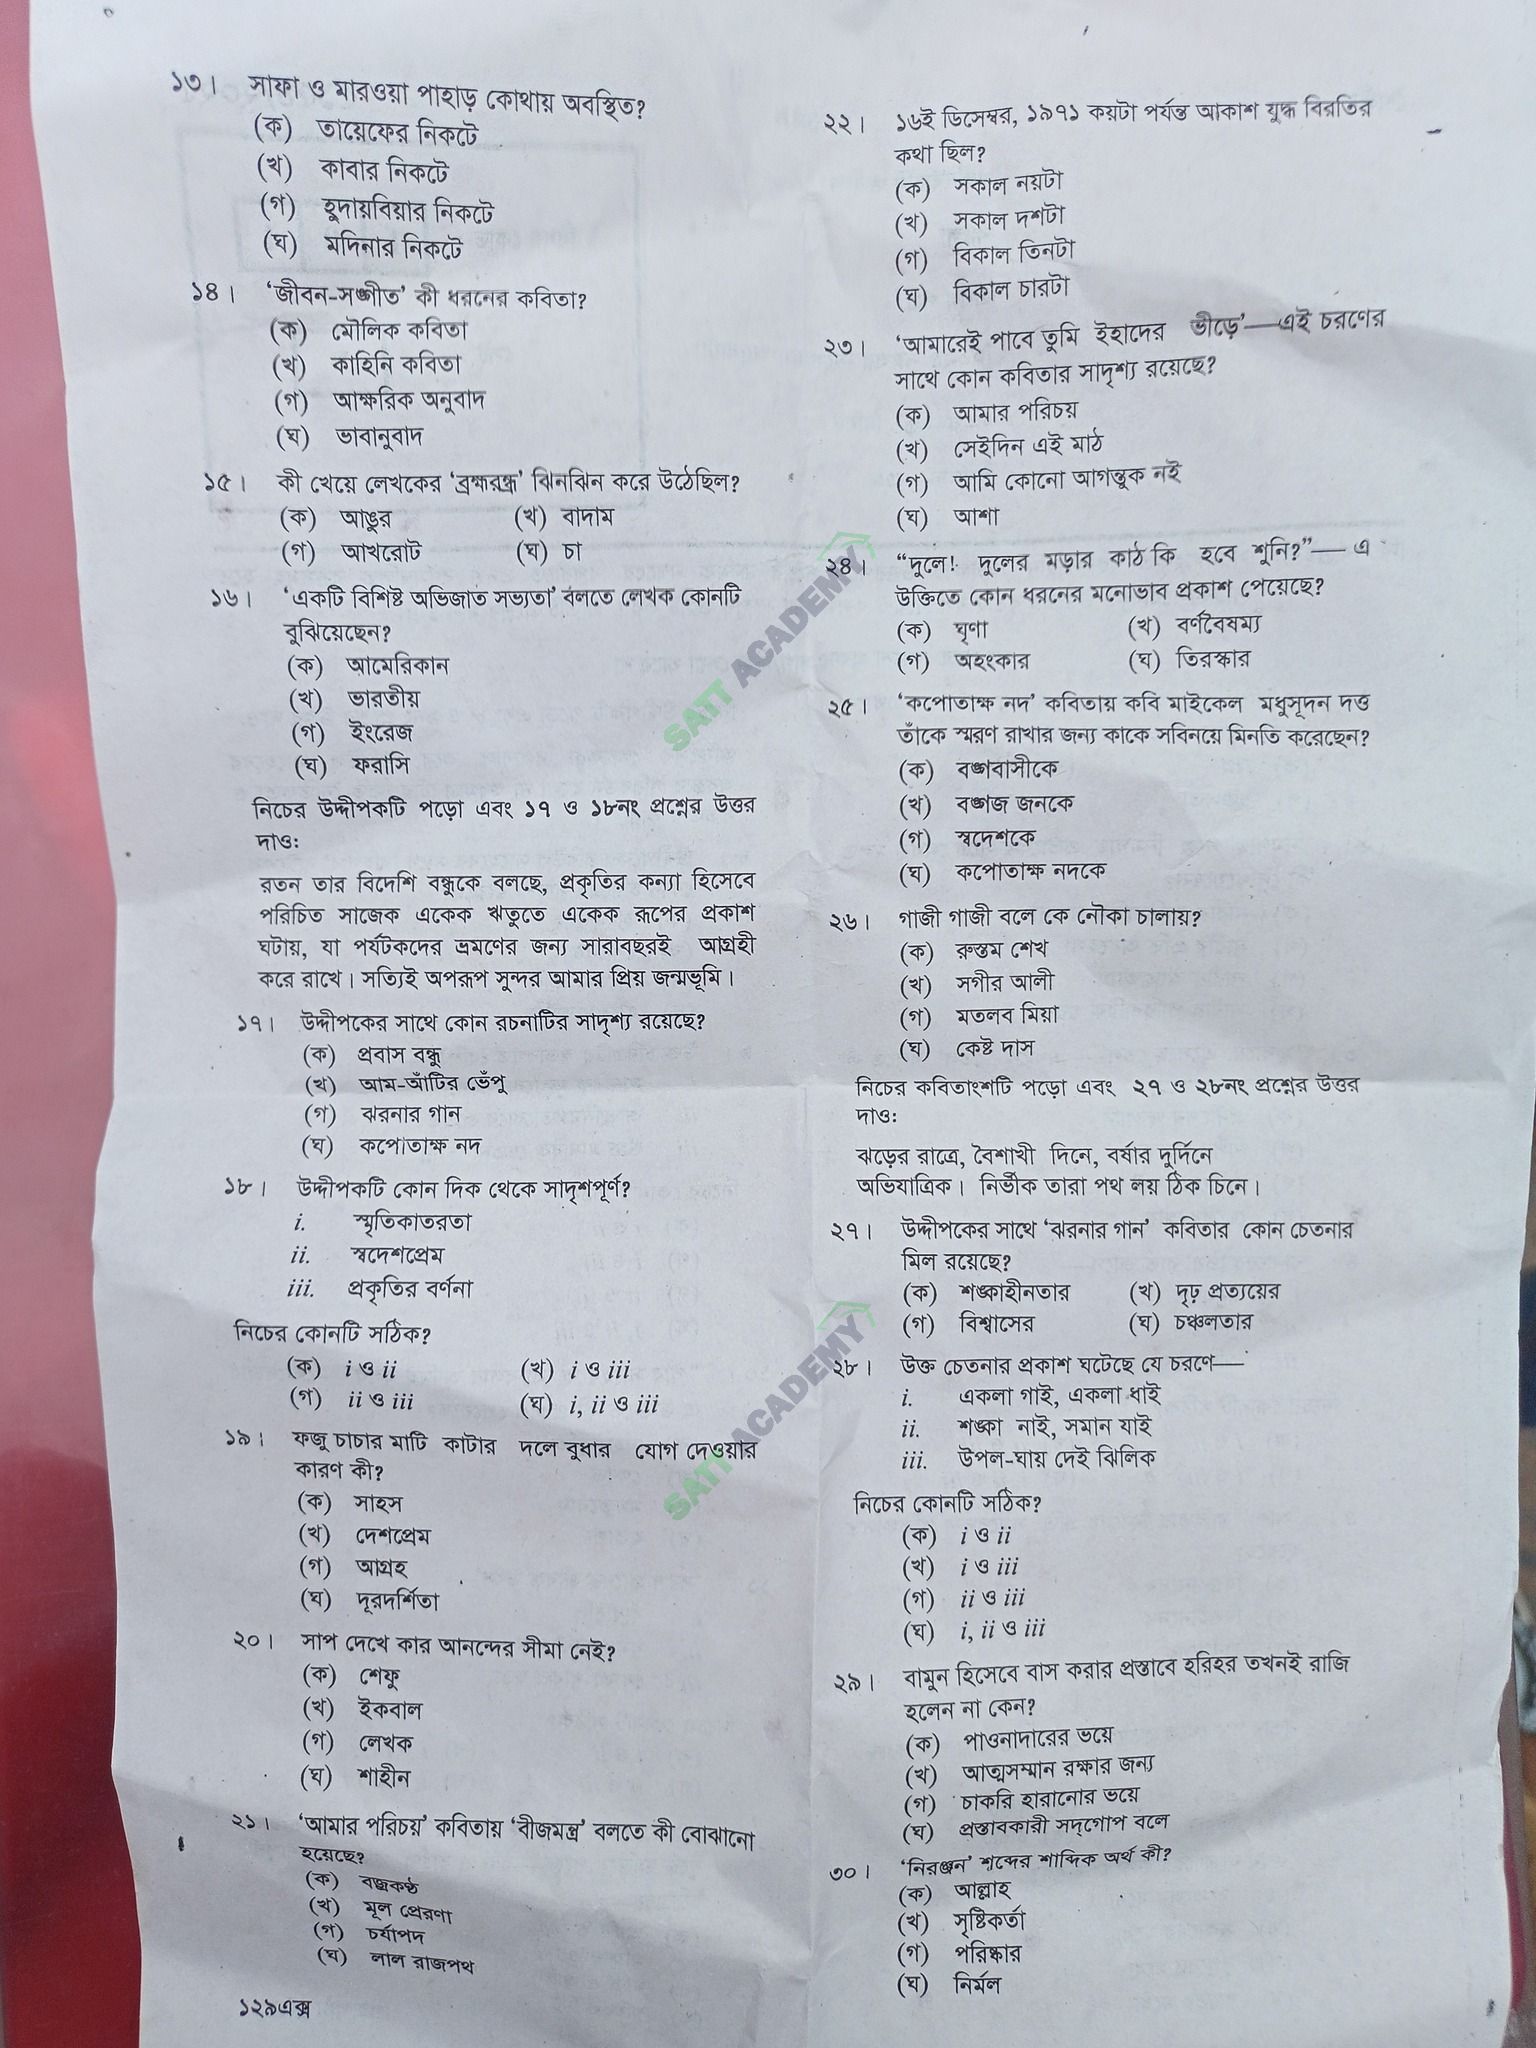 ১৩। সাফা ও মারওয়া পাহাড় কোথায় অবস্থিত?
(ক) তায়েফের নিকটে
(খ) কাবার নিকটে
(গ) হুদায়বিয়ার নিকটে
(ঘ) মদিনার নিকটে
১৪। ‘জীবন-সঙ্গীত’ কী ধরনের কবিতা?
(ক) মৌলিক কবিতা
(খ) কাহিনি কবিতা
(গ) আক্ষরিক অনুবাদ
(ঘ) ভাবানুবাদ
১৫। কী খেয়ে লেখকের ‘ব্রহ্মরন্ধ্র’ ঝিনঝিন করে উঠেছিল?
(ক) আঙুর (খ) বাদাম
(গ) আখরোট (ঘ) চা
১৬। ‘একটি বিশিষ্ট অভিজাত সভ্যতা’ বলতে লেখক কোনটি
বুঝিয়েছেন?
(ক) আমেরিকান
(খ) ভারতীয়
(গ) ইংরেজ
(ঘ) ফরাসি
নিচের উদ্দীপকটি পড়ো এবং ১৭ ও ১৮নং প্রশ্নের উত্তর
দাও:
রতন তার বিদেশি বন্ধুকে বলছে, প্রকৃতির কন্যা হিসেবে
পরিচিত সাজেক একেক ঋতুতে একেক রূপের প্রকাশ
ঘটায়, যা পর্যটকদের ভ্রমণের জন্য সারাবছরই আগ্রহী
করে রাখে। সত্যিই অপরূপ সুন্দর আমার প্রিয় জন্মভূমি।
১৭। উদ্দীপকের সাথে কোন রচনাটির সাদৃশ্য রয়েছে?
(ক) প্রবাস বন্ধু
(খ) আম-আঁটির ভেঁপু
(গ) ঝরনার গান
(ঘ) কপোতাক্ষ নদ
১৮। উদ্দীপকটি কোন দিক থেকে সাদৃশপূর্ণ?
i. স্মৃতিকাতরতা
ii. স্বদেশপ্রেম
iii. প্রকৃতির বর্ণনা
নিচের কোনটি সঠিক?
(ক) i ও ii (খ) i ও iii
(গ) ii ও iii (ঘ) i, ii ও iii
১৯। ফজু চাচার মাটি কাটার দলে বুধার যোগ দেওয়ার
কারণ কী?
(ক) সাহস
(খ) দেশপ্রেম
(গ) আগ্রহ
(ঘ) দূরদর্শিতা
২০। সাপ দেখে কার আনন্দের সীমা নেই?
(ক) শেফু
(খ) ইকবাল
(গ) লেখক
(ঘ) শাহীন
২১। ‘আমার পরিচয়’ কবিতায় ‘বীজমন্ত্র’ বলতে কী বোঝানো
হয়েছে?
(ক) বজ্রকণ্ঠ
(খ) মূল প্রেরণা
(গ) চর্যাপদ
(ঘ) লাল রাজপথ
১২৯এক্স
২২। ১৬ই ডিসেম্বর, ১৯৭১ কয়টা পর্যন্ত আকাশ যুদ্ধ বিরতির
কথা ছিল?
(ক) সকাল নয়টা
(খ) সকাল দশটা
(গ) বিকাল তিনটা
(ঘ) বিকাল চারটা
২৩। ‘আমারেই পাবে তুমি ইহাদের ভীড়ে’—এই চরণের
সাথে কোন কবিতার সাদৃশ্য রয়েছে?
(ক) আমার পরিচয়
(খ) সেইদিন এই মাঠ
(গ) আমি কোনো আগন্তুক নই
(ঘ) আশা
২৪। “দুলে! দুলের মড়ার কাঠ কি হবে শুনি?”— এ
উক্তিতে কোন ধরনের মনোভাব প্রকাশ পেয়েছে?
(ক) ঘৃণা (খ) বর্ণবৈষম্য
(গ) অহংকার (ঘ) তিরস্কার
২৫। ‘কপোতাক্ষ নদ’ কবিতায় কবি মাইকেল মধুসূদন দত্ত
তাঁকে স্মরণ রাখার জন্য কাকে সবিনয়ে মিনতি করেছেন?
(ক) বঙ্গবাসীকে
(খ) বঙ্গজ জনকে
(গ) স্বদেশকে
(ঘ) কপোতাক্ষ নদকে
২৬। গাজী গাজী বলে কে নৌকা চালায়?
(ক) রুস্তম শেখ
(খ) সগীর আলী
(গ) মতলব মিয়া
(ঘ) কেষ্ট দাস
নিচের কবিতাংশটি পড়ো এবং ২৭ ও ২৮নং প্রশ্নের উত্তর
দাও:
ঝড়ের রাত্রে, বৈশাখী দিনে, বর্ষার দুর্দিনে
অভিযাত্রিক। নির্ভীক তারা পথ লয় ঠিক চিনে।
২৭। উদ্দীপকের সাথে ‘ঝরনার গান’ কবিতার কোন চেতনার
মিল রয়েছে?
(ক) শঙ্কাহীনতার (খ) দৃঢ় প্রত্যয়ের
(গ) বিশ্বাসের (ঘ) চঞ্চলতার
২৮। উক্ত চেতনার প্রকাশ ঘটেছে যে চরণে—
i. একলা গাই, একলা ধাই
ii. শঙ্কা নাই, সমান যাই
iii. উপল-ঘায় দেই ঝিলিক
নিচের কোনটি সঠিক?
(ক) i ও ii
(খ) i ও iii
(গ) ii ও iii
(ঘ) i, ii ও iii
২৯। বামুন হিসেবে বাস করার প্রস্তাবে হরিহর তখনই রাজি
হলেন না কেন?
(ক) পাওনাদারের ভয়ে
(খ) আত্মসম্মান রক্ষার জন্য
(গ) চাকরি হারানোর ভয়ে
(ঘ) প্রস্তাবকারী সদ্‌গোপ বলে
৩০। ‘নিরঞ্জন’ শব্দের শাব্দিক অর্থ কী?
(ক) আল্লাহ
(খ) সৃষ্টিকর্তা
(গ) পরিষ্কার
(ঘ) নির্মল
SATT ACADEMY
SATT ACADEMY